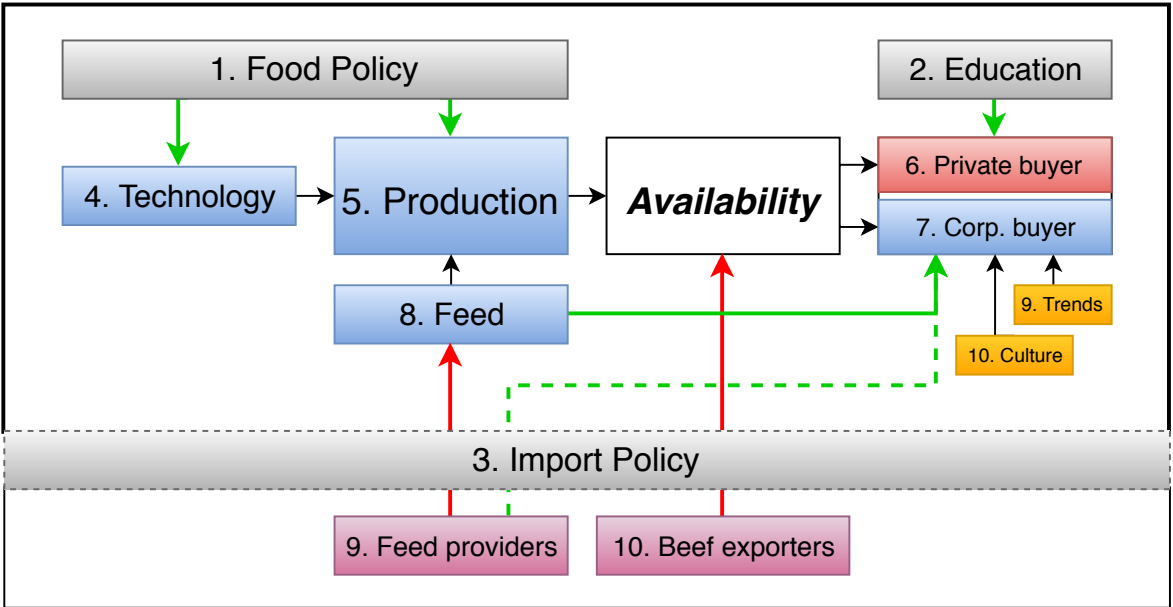 1. Food Policy
2. Education
4. Technology
5. Production
Availability
6. Private buyer
7. Corp. buyer
8. Feed
9. Trends
10. Culture
3. Import Policy
9. Feed providers
10. Beef exporters